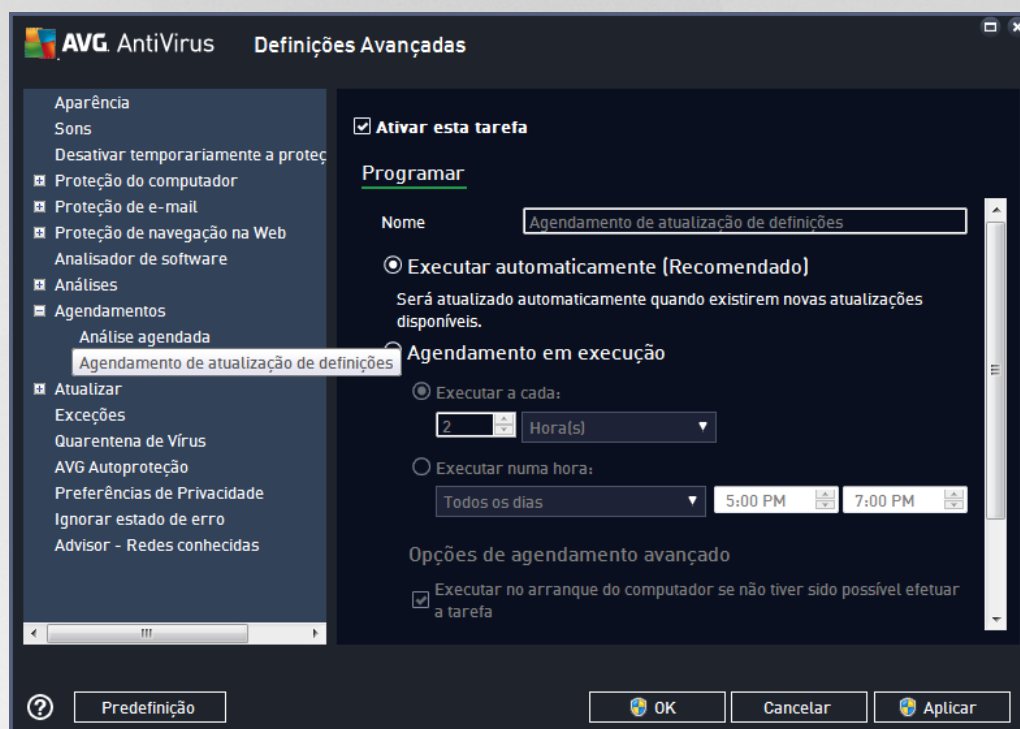 AVG. AntiVirus Definições Avançadas
Aparência
Sons
Desativar temporariamente a proteç
Proteção do computador
Proteção de e-mail
Proteção de navegação na Web
Analisador de software
Análises
Agendamentos
Análise agendada
Agendamento de atualização de definições
Atualizar
Exceções
Quarentena de Vírus
AVG Autoproteção
Preferências de Privacidade
Ignorar estado de erro
Advisor - Redes conhecidas
Ativar esta tarefa
Programar
Nome Agendamento de atualização de definições
Executar automaticamente (Recomendado)
Será atualizado automaticamente quando existirem novas atualizações
disponíveis.
Agendamento em execução
Executar a cada:
2 Hora(s)
Executar numa hora:
Todos os dias 5:00 PM 7:00 PM
Opções de agendamento avançado
Executar no arranque do computador se não tiver sido possível efetuar
a tarefa
Predefinição OK Cancelar Aplicar